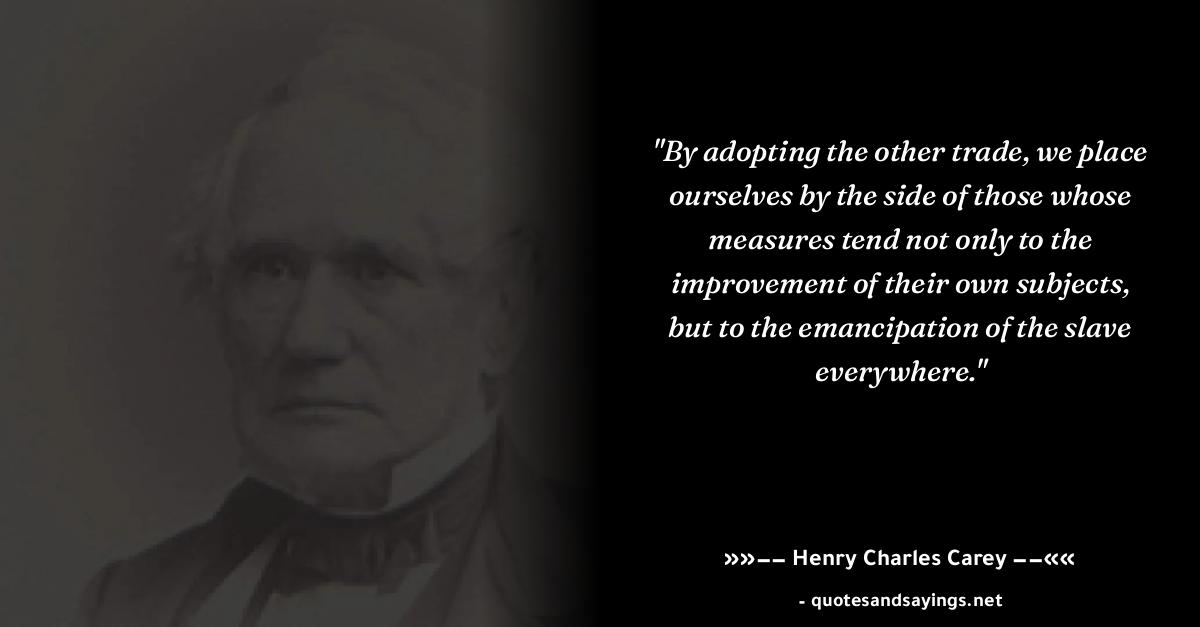 "By adopting the other trade, we place
ourselves by the side of those whose
measures tend not only to the
improvement of their own subjects,
but to the emancipation of the slave
everywhere."
»»−− Henry Charles Carey −−««
- quotesandsayings.net